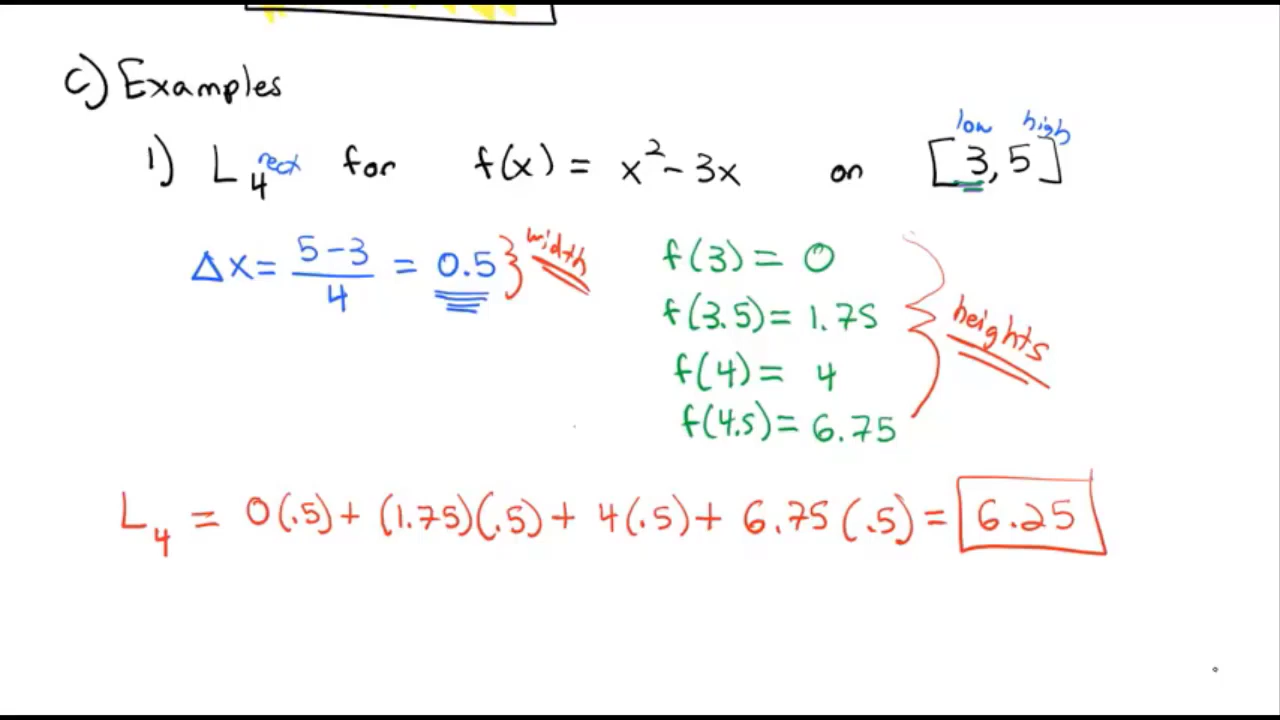 c) Examples
low high
1) L₄ rect for f(x) = x² - 3x on [3, 5]
Δx = (5-3)/4 = 0.5 } width
f(3) = 0
f(3.5) = 1.75
f(4) = 4
f(4.5) = 6.75
} heights
L₄ = 0(.5) + (1.75)(.5) + 4(.5) + 6.75(.5) = 6.25